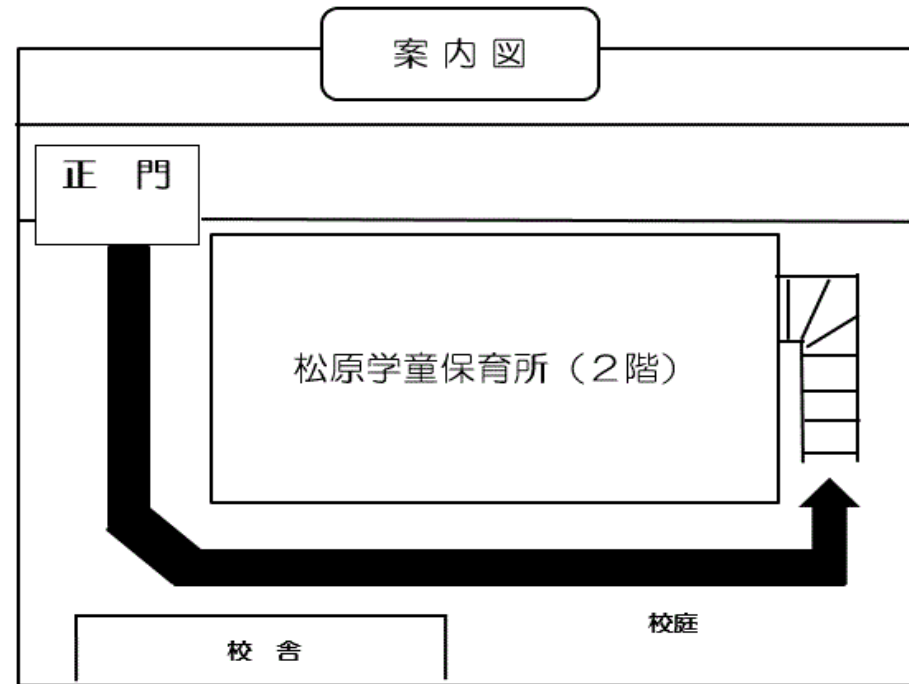 案内図
正門
松原学童保育所（２階）
校庭
校舎